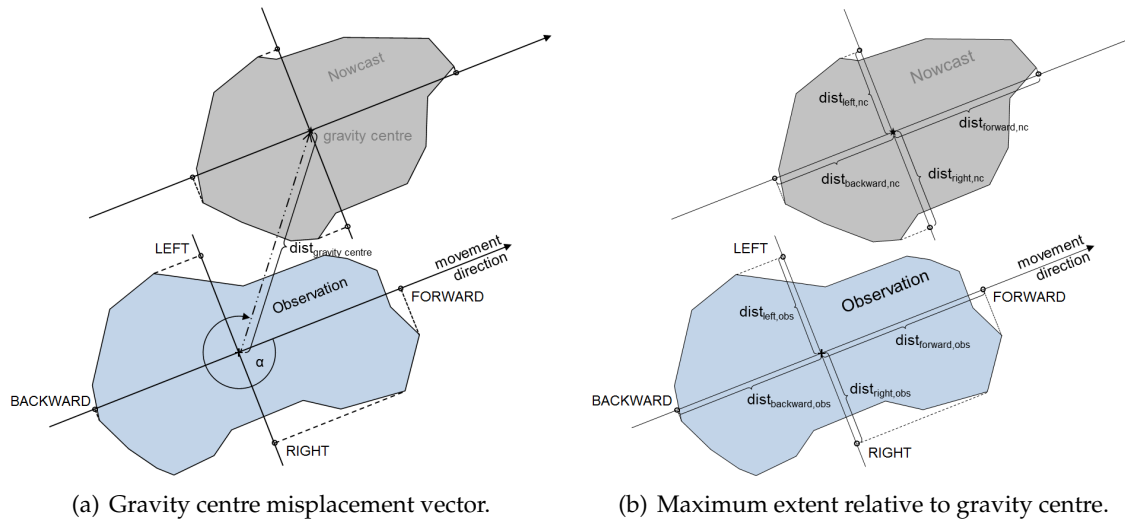 Nowcast
gravity centre
dist gravity centre
LEFT
movement
direction
Observation
FORWARD
α
BACKWARD
RIGHT
(a) Gravity centre misplacement vector.
Nowcast
dist left,nc
dist forward,nc
dist backward,nc
dist right,nc
LEFT
movement
direction
Observation
FORWARD
dist left,obs
dist forward,obs
BACKWARD
dist backward,obs
dist right,obs
RIGHT
(b) Maximum extent relative to gravity centre.